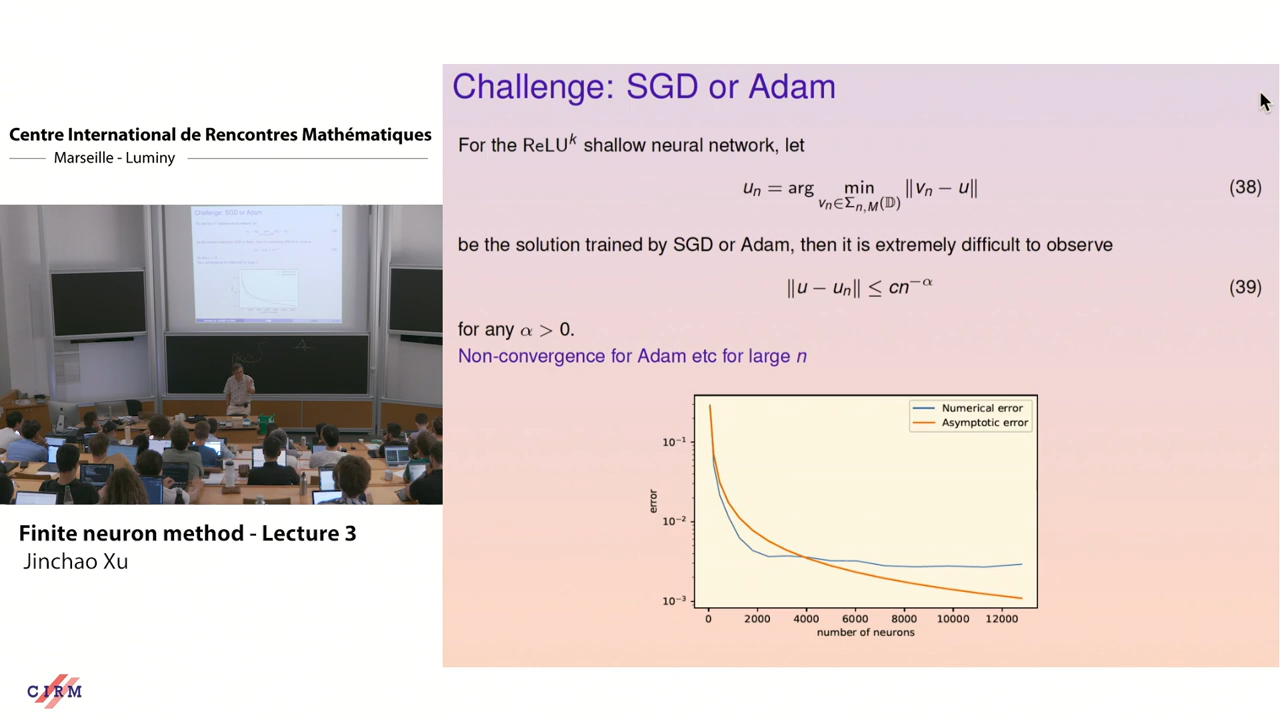 Centre International de Rencontres Mathématiques
Marseille - Luminy
Challenge: SGD or Adam
Finite neuron method - Lecture 3
Jinchao Xu
CIRM
Challenge: SGD or Adam
For the ReLU^k shallow neural network, let
u_n = arg min_{v_n∈Σ_{n,M}(𝔻)} ‖v_n − u‖ (38)
be the solution trained by SGD or Adam, then it is extremely difficult to observe
‖u − u_n‖ ≤ cn^{−α} (39)
for any α > 0.
Non-convergence for Adam etc for large n
Numerical error
Asymptotic error
error
10^{-1}
10^{-2}
10^{-3}
0 2000 4000 6000 8000 10000 12000
number of neurons